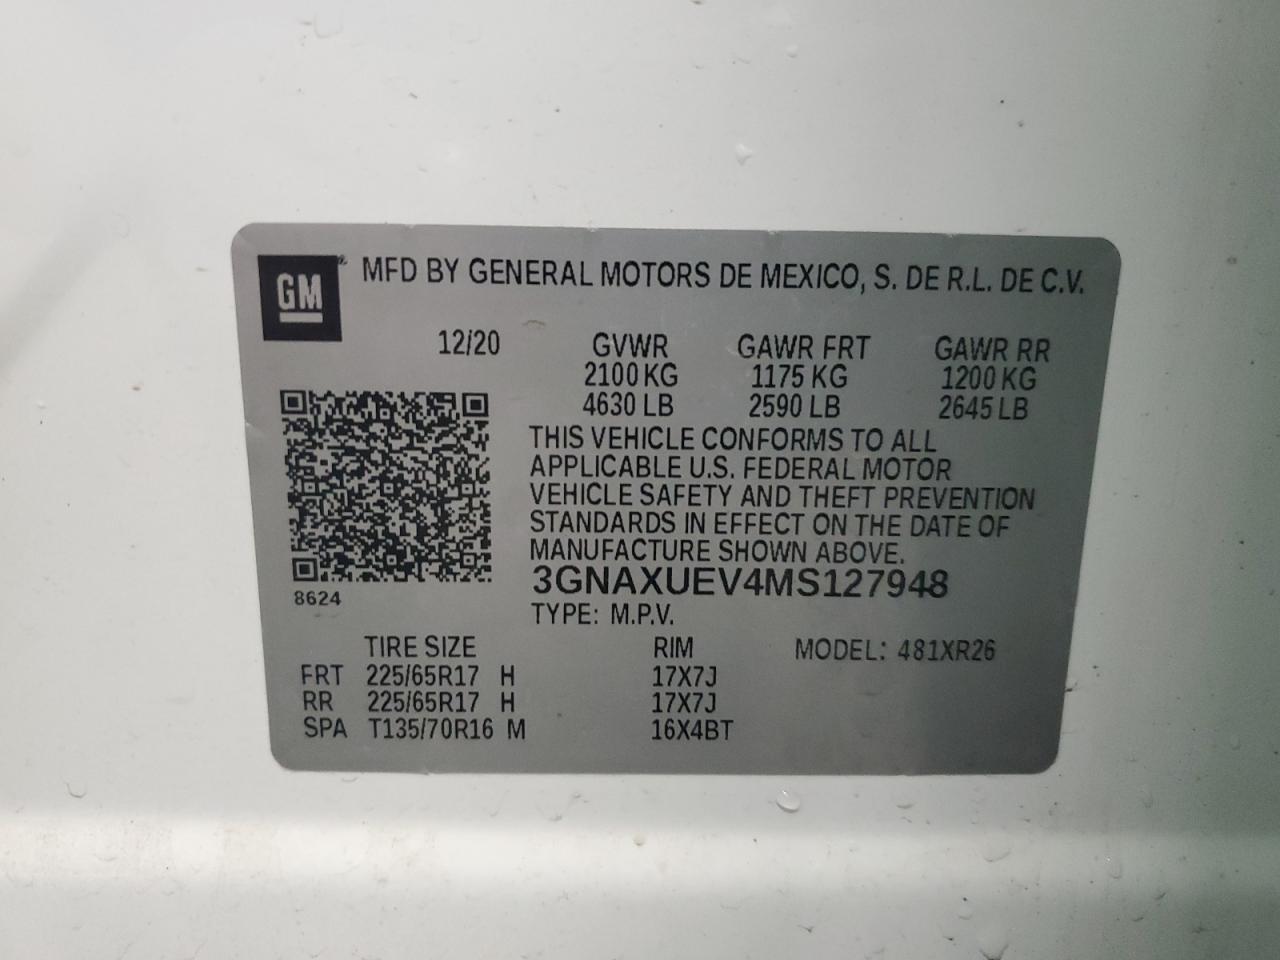 GM® MFD BY GENERAL MOTORS DE MEXICO, S. DE R.L. DE C.V.
12/20 GVWR GAWR FRT GAWR RR
2100 KG 1175 KG 1200 KG
4630 LB 2590 LB 2645 LB
THIS VEHICLE CONFORMS TO ALL
APPLICABLE U.S. FEDERAL MOTOR
VEHICLE SAFETY AND THEFT PREVENTION
STANDARDS IN EFFECT ON THE DATE OF
MANUFACTURE SHOWN ABOVE.
3GNAXUEV4MS127948
8624
TYPE: M.P.V.
TIRE SIZE RIM MODEL: 481XR26
FRT 225/65R17 H 17X7J
RR 225/65R17 H 17X7J
SPA T135/70R16 M 16X4BT